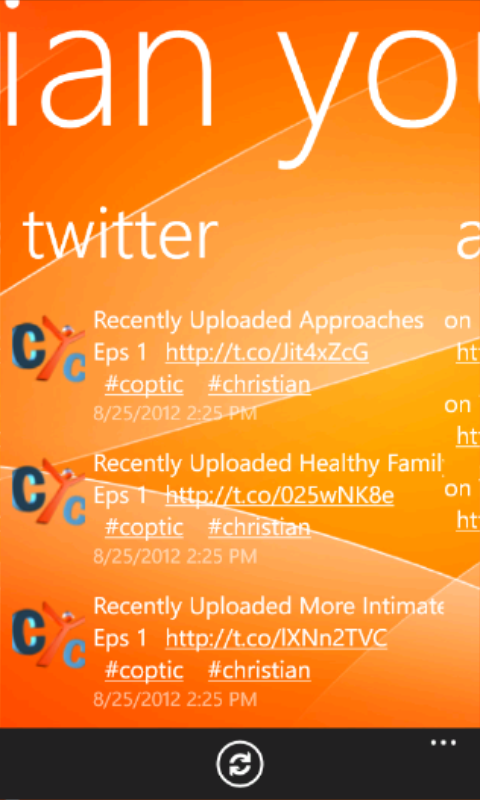 ian you
twitter
a
Recently Uploaded Approaches
Eps 1 http://t.co/Jit4xZcG
#coptic #christian
8/25/2012 2:25 PM
CYC
Recently Uploaded Healthy Famil
Eps 1 http://t.co/025wNK8e
#coptic #christian
8/25/2012 2:25 PM
CYC
Recently Uploaded More Intimate
Eps 1 http://t.co/lXNn2TVC
#coptic #christian
8/25/2012 2:25 PM
CYC
on
ht
on
ht
on
ht